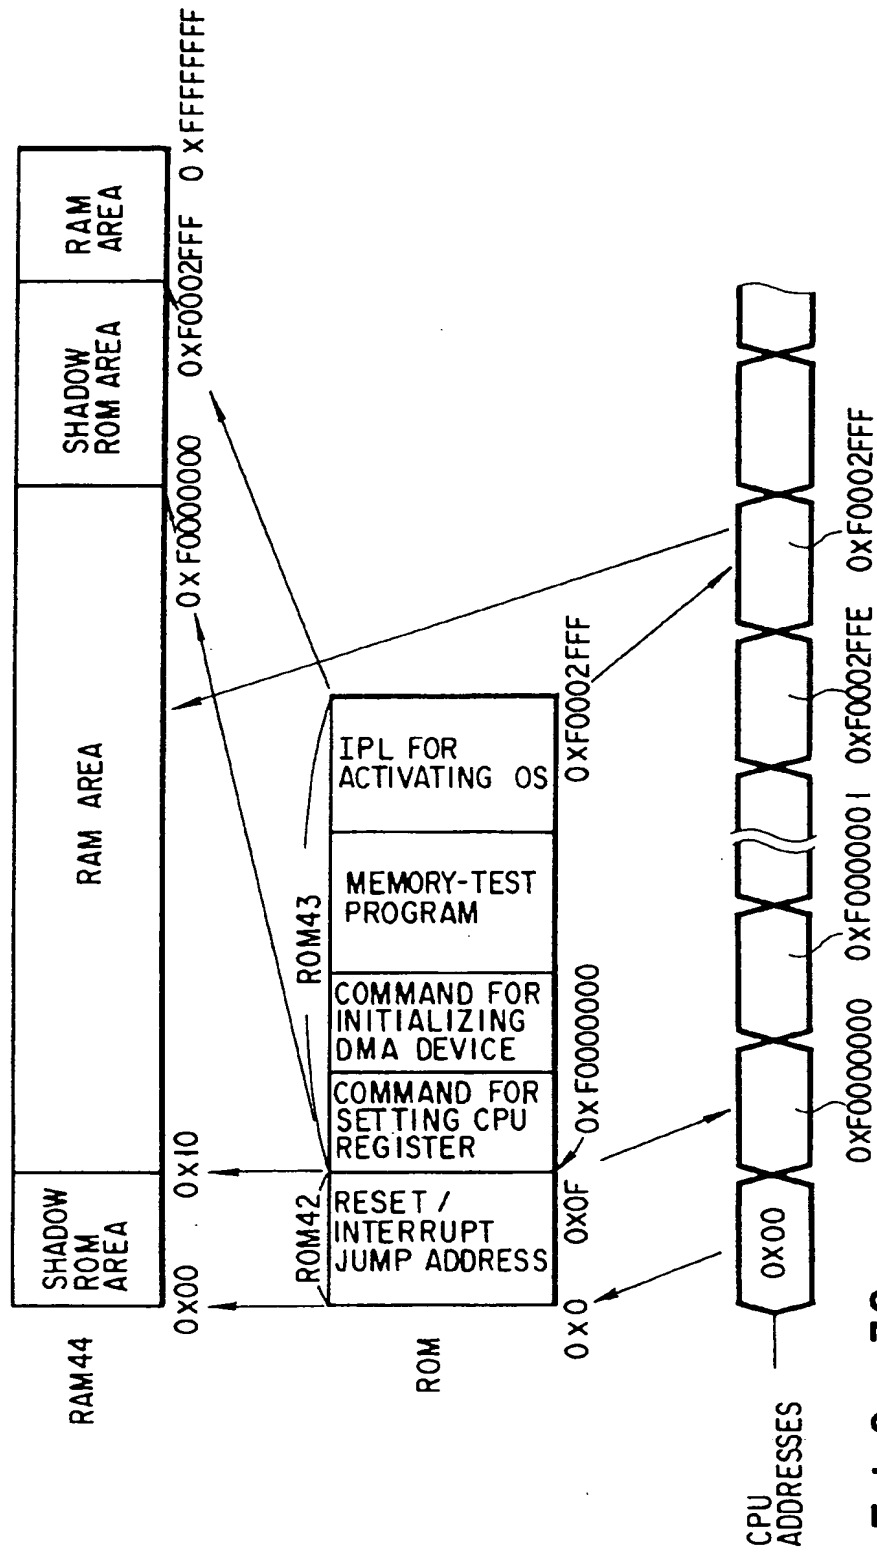 RAM44
SHADOW
ROM
AREA
RAM AREA
SHADOW
ROM AREA
RAM
AREA
0X00
0X10
0XF0000000
0XF0002FFF
0XFFFFFFFF
ROM42
ROM43
ROM
RESET /
INTERRUPT
JUMP ADDRESS
COMMAND FOR
SETTING CPU
REGISTER
COMMAND FOR
INITIALIZING
DMA DEVICE
MEMORY-TEST
PROGRAM
IPL FOR
ACTIVATING OS
0X0
0X0F
0XF0000000
0XF0002FFF
CPU
ADDRESSES
0X00
0XF0000000
0XF0000001
0XF0002FFE
0XF0002FFF